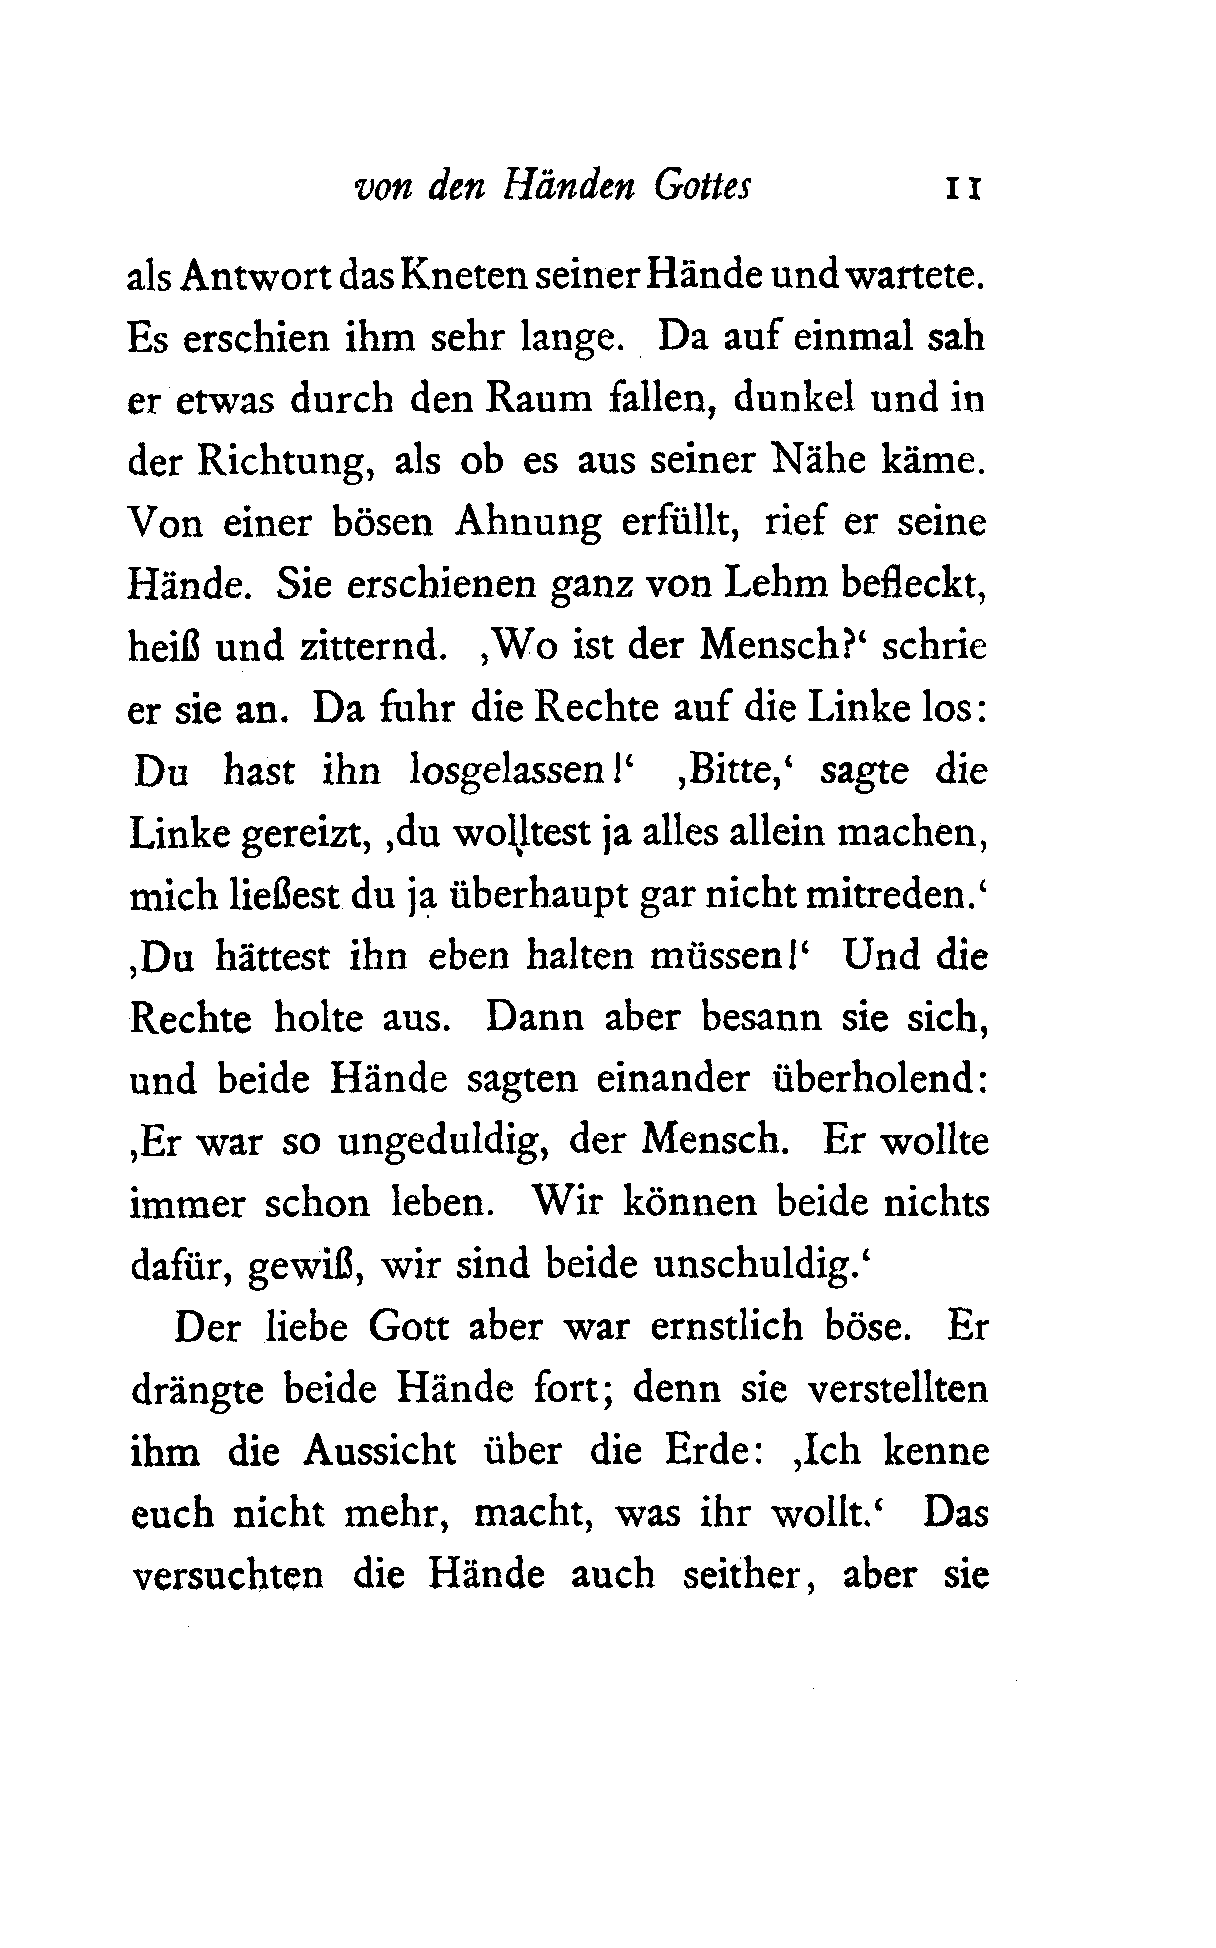 von den Händen Gottes 11
als Antwort das Kneten seiner Hände und wartete.
Es erschien ihm sehr lange. Da auf einmal sah
er etwas durch den Raum fallen, dunkel und in
der Richtung, als ob es aus seiner Nähe käme.
Von einer bösen Ahnung erfüllt, rief er seine
Hände. Sie erschienen ganz von Lehm befleckt,
heiß und zitternd. ‚Wo ist der Mensch?‘ schrie
er sie an. Da fuhr die Rechte auf die Linke los:
Du hast ihn losgelassen!‘ ‚Bitte,‘ sagte die
Linke gereizt, ‚du wolltest ja alles allein machen,
mich ließest du ja überhaupt gar nicht mitreden.‘
‚Du hättest ihn eben halten müssen!‘ Und die
Rechte holte aus. Dann aber besann sie sich,
und beide Hände sagten einander überholend:
‚Er war so ungeduldig, der Mensch. Er wollte
immer schon leben. Wir können beide nichts
dafür, gewiß, wir sind beide unschuldig.‘
Der liebe Gott aber war ernstlich böse. Er
drängte beide Hände fort; denn sie verstellten
ihm die Aussicht über die Erde: ‚Ich kenne
euch nicht mehr, macht, was ihr wollt.‘ Das
versuchten die Hände auch seither, aber sie